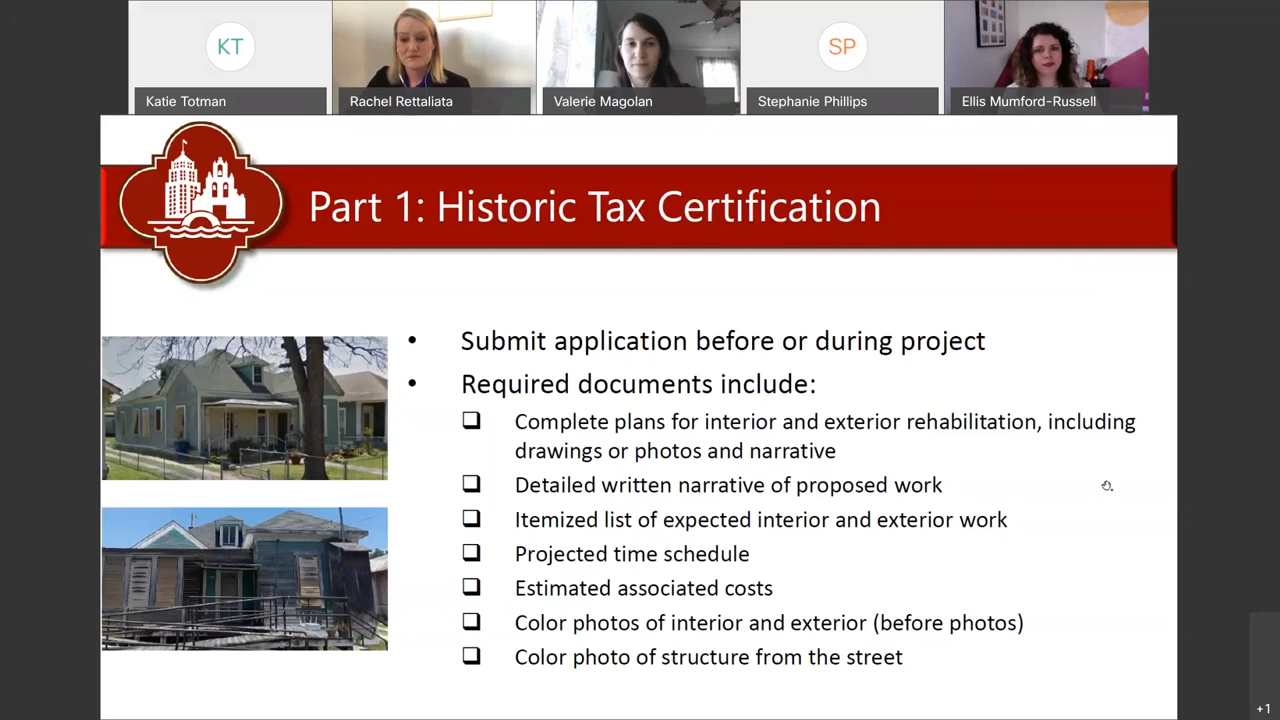 KT
SP
Katie Totman
Rachel Rettaliata
Valerie Magolan
Stephanie Phillips
Ellis Mumford-Russell
Part 1: Historic Tax Certification
• Submit application before or during project
• Required documents include:
❑ Complete plans for interior and exterior rehabilitation, including
drawings or photos and narrative
❑ Detailed written narrative of proposed work
❑ Itemized list of expected interior and exterior work
❑ Projected time schedule
❑ Estimated associated costs
❑ Color photos of interior and exterior (before photos)
❑ Color photo of structure from the street
+1